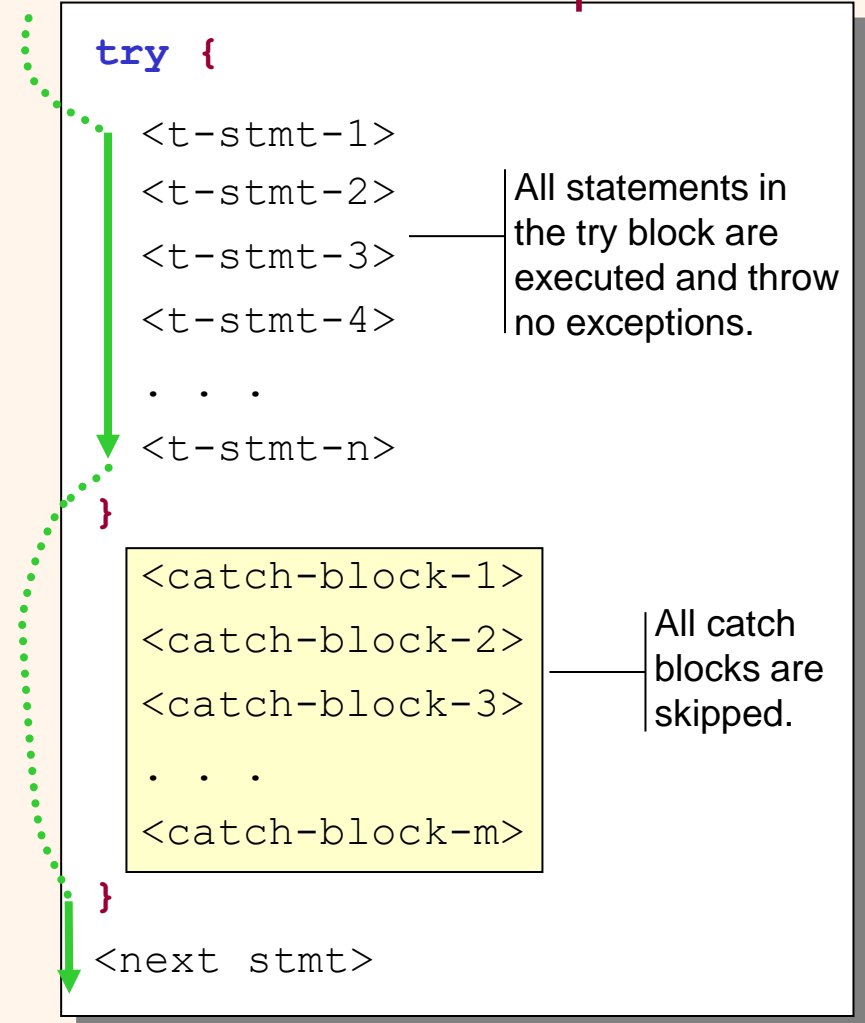 try {
<t-stmt-1>
<t-stmt-2>
<t-stmt-3>
<t-stmt-4>
. . .
<t-stmt-n>
All statements in
the try block are
executed and throw
no exceptions.
}
<catch-block-1>
<catch-block-2>
<catch-block-3>
. . .
<catch-block-m>
All catch
blocks are
skipped.
}
<next stmt>